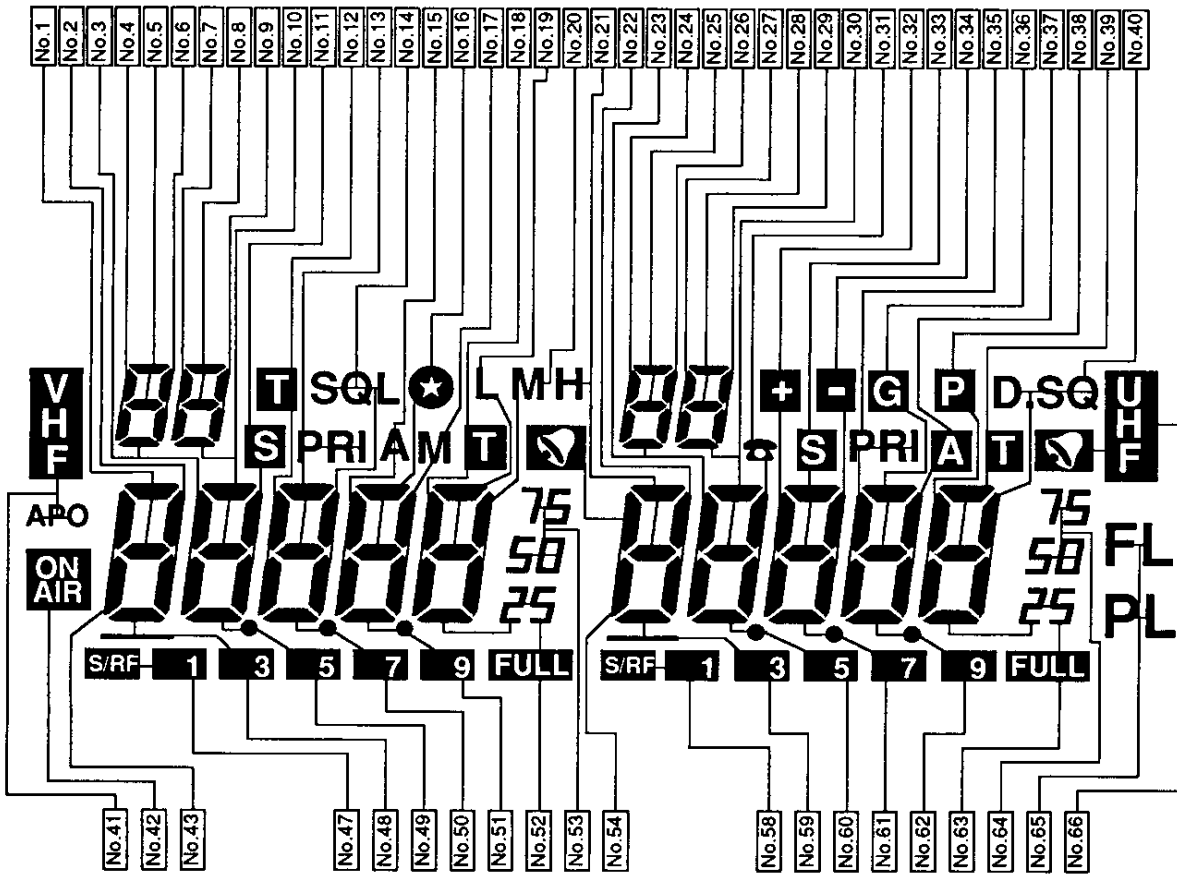 No.1 No.2 No.3 No.4 No.5 No.6 No.7 No.8 No.9 No.10 No.11 No.12 No.13 No.14 No.15 No.16 No.17 No.18 No.19 No.20 No.21 No.22 No.23 No.24 No.25 No.26 No.27 No.28 No.29 No.30 No.31 No.32 No.33 No.34 No.35 No.36 No.37 No.38 No.39 No.40
VHF 88 T SQL L M H 88 + - G P D.SQ UHF
S PRI A M T S PRI A T
APO 88888 75 88888 75
ON AIR 50 50 FL
25 25 PL
S/RF 1 3 5 7 9 FULL S/RF 1 3 5 7 9 FULL
No.41 No.42 No.43 No.47 No.48 No.49 No.50 No.51 No.52 No.53 No.54 No.58 No.59 No.60 No.61 No.62 No.63 No.64 No.65 No.66